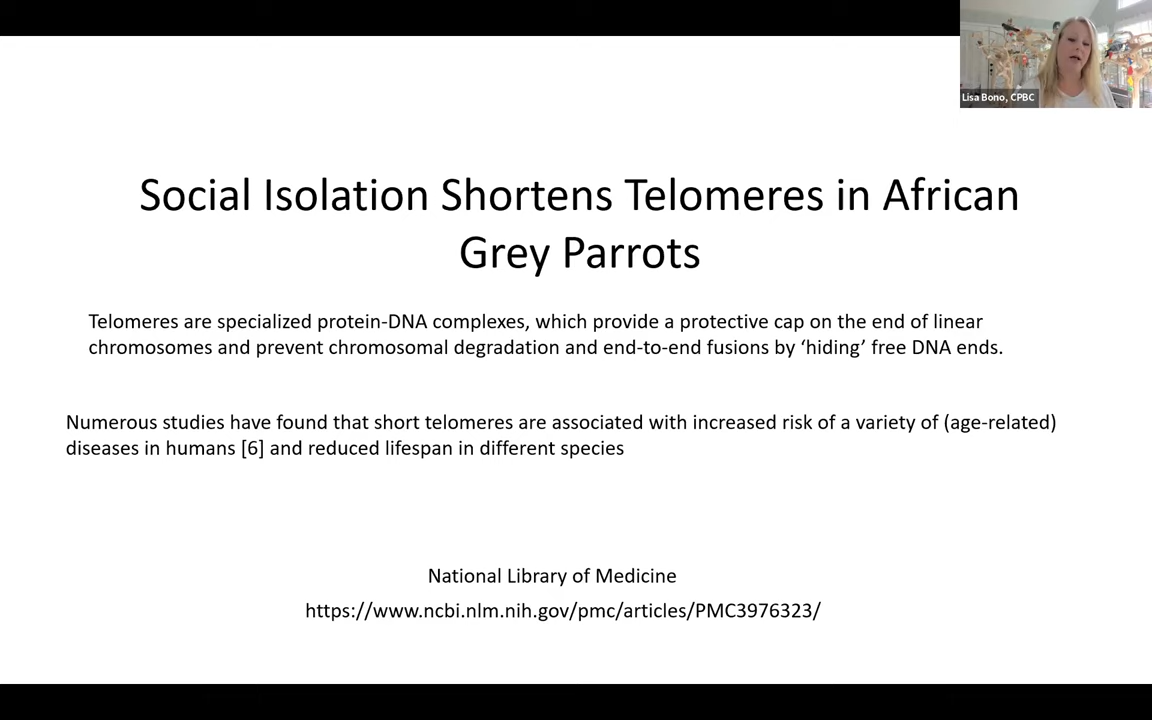 Lisa Bono, CPBC
Social Isolation Shortens Telomeres in African
Grey Parrots
Telomeres are specialized protein-DNA complexes, which provide a protective cap on the end of linear
chromosomes and prevent chromosomal degradation and end-to-end fusions by ‘hiding’ free DNA ends.
Numerous studies have found that short telomeres are associated with increased risk of a variety of (age-related)
diseases in humans [6] and reduced lifespan in different species
National Library of Medicine
https://www.ncbi.nlm.nih.gov/pmc/articles/PMC3976323/